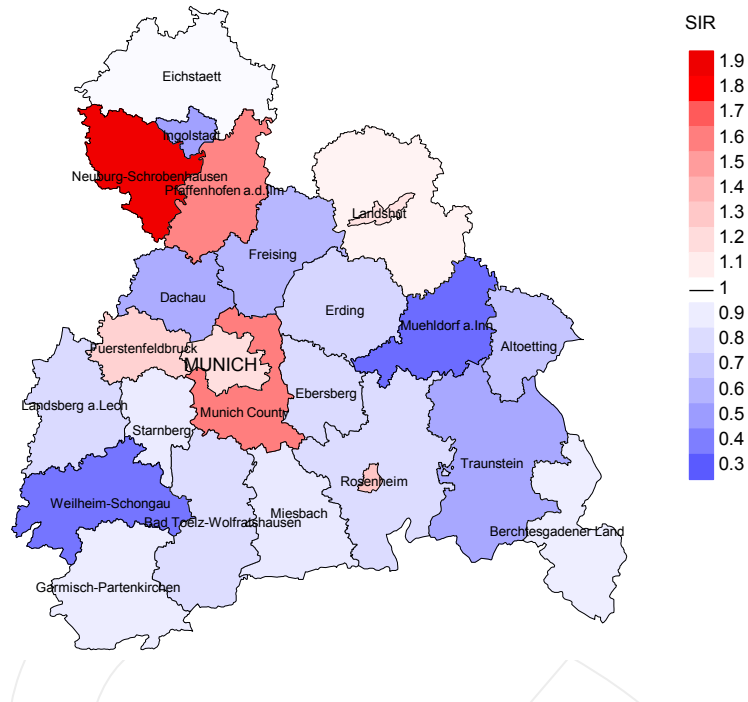 SIR
1.9
1.8
1.7
1.6
1.5
1.4
1.3
1.2
1.1
1
0.9
0.8
0.7
0.6
0.5
0.4
0.3
Eichstaett
Ingolstadt
Neuburg-Schrobenhausen
Pfaffenhofen a.d.Ilm
Landshut
Freising
Dachau
Erding
Muehldorf a.Inn
Altoetting
Fuerstenfeldbruck
MUNICH
Ebersberg
Landsberg a.Lech
Munich County
Starnberg
Traunstein
Rosenheim
Weilheim-Schongau
Miesbach
Bad Toelz-Wolfratshausen
Berchtesgadener Land
Garmisch-Partenkirchen